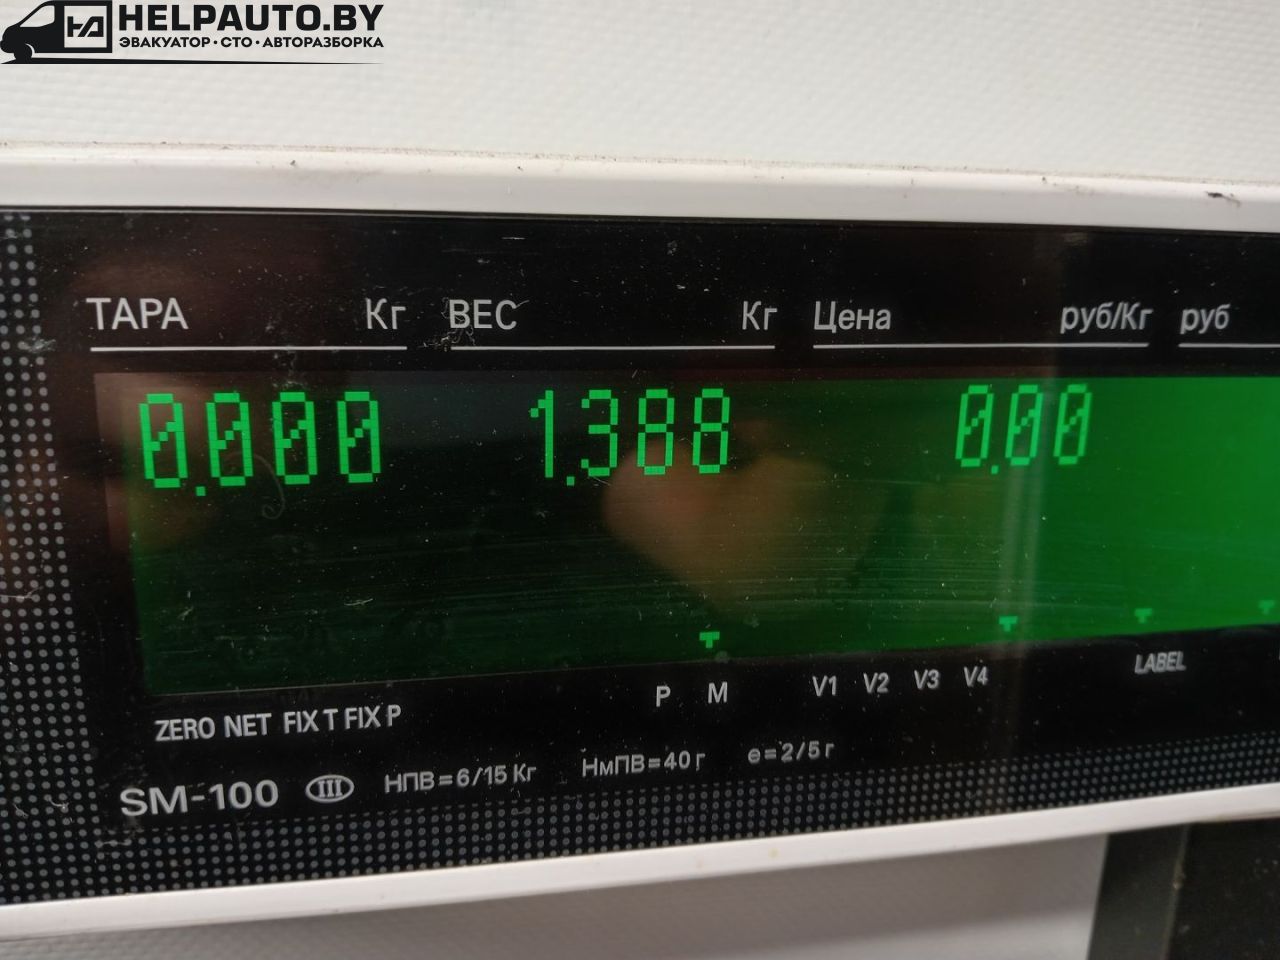 HELPAUTO.BY
ЭВАКУАТОР·СТО·АВТОРАЗБОРКА
ТАРА Кг ВЕС Кг Цена руб/Кг руб
0.000 1.388 0.00
P M V1 V2 V3 V4 LABEL
ZERO NET FIX T FIX P
SM-100 III НПВ=6/15 Кг НмПВ=40 г e=2/5 г